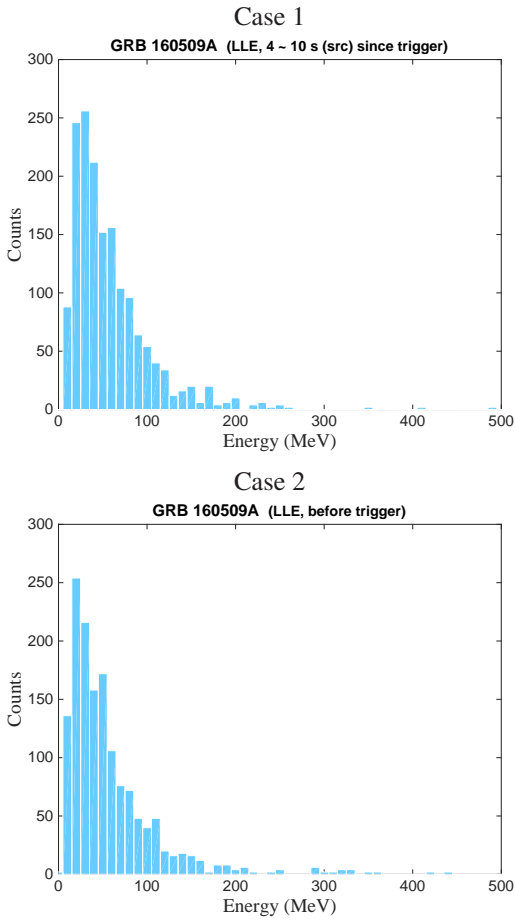 Case 1
GRB 160509A (LLE, 4 ~ 10 s (src) since trigger)
300
250
200
150
100
50
0
Counts
0 100 200 300 400 500
Energy (MeV)
Case 2
GRB 160509A (LLE, before trigger)
300
250
200
150
100
50
0
Counts
0 100 200 300 400 500
Energy (MeV)